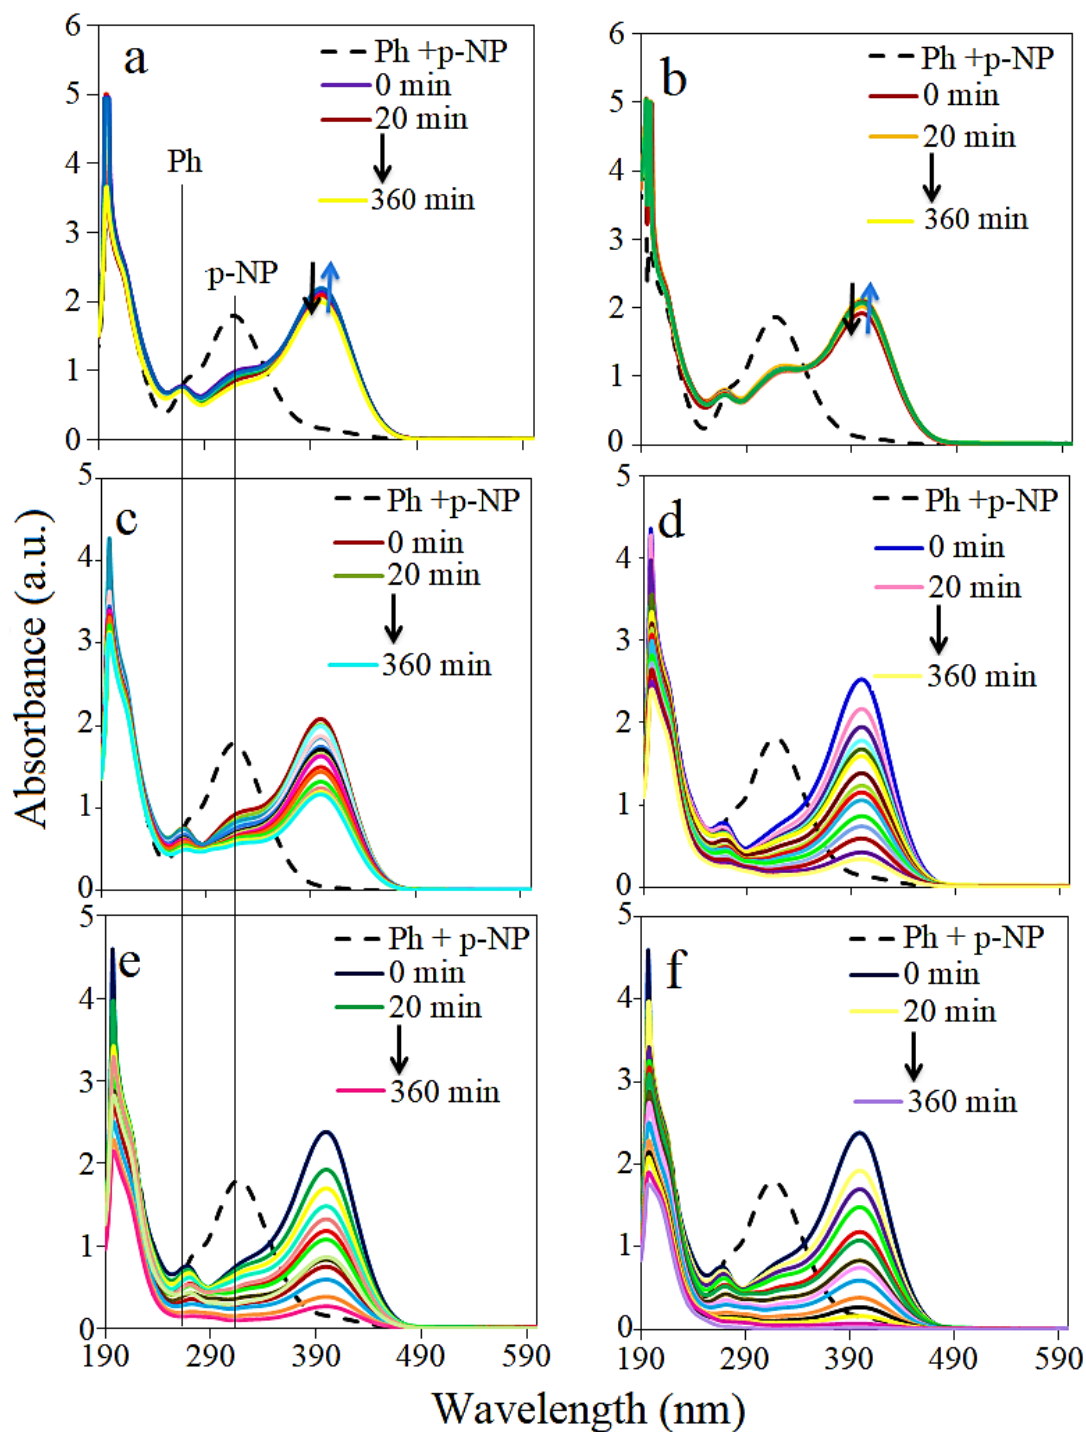 a
Ph +p-NP
0 min
20 min
360 min
Ph
p-NP
6
5
4
3
2
1
0
b
Ph +p-NP
0 min
20 min
360 min
6
5
4
3
2
1
0
c
Ph +p-NP
0 min
20 min
360 min
5
4
3
2
1
0
d
Ph +p-NP
0 min
20 min
360 min
5
4
3
2
1
0
e
Ph + p-NP
0 min
20 min
360 min
5
4
3
2
1
0
190 290 390 490 590
f
Ph + p-NP
0 min
20 min
360 min
5
4
3
2
1
0
190 290 390 490 590
Absorbance (a.u.)
Wavelength (nm)